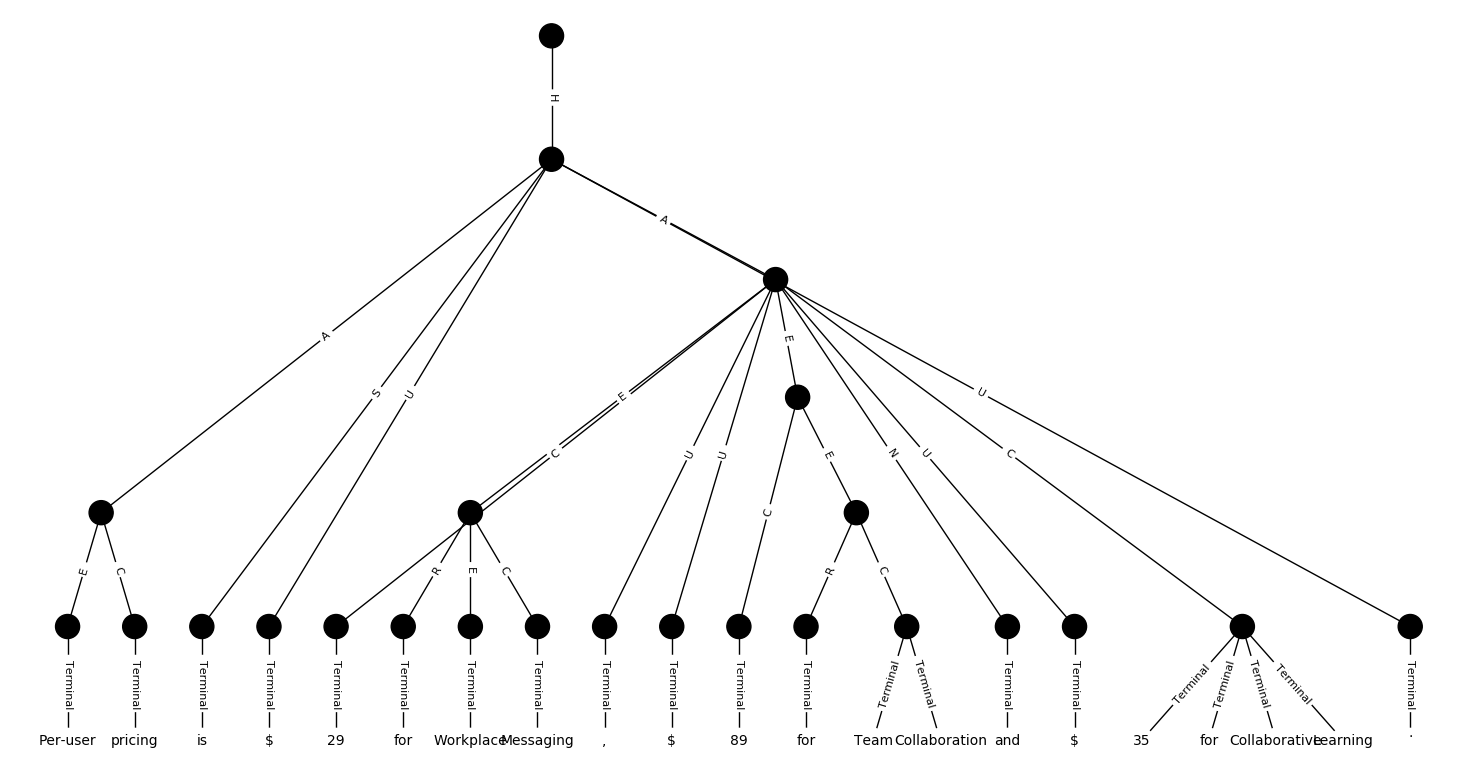 H
A
A
S
U
E
E
U
C
U
U
C
E
N
U
C
C
E
C
R
E
C
R
C
Terminal Terminal Terminal Terminal Terminal Terminal Terminal Terminal Terminal Terminal Terminal Terminal Terminal Terminal Terminal Terminal Terminal Terminal Terminal Terminal Terminal
Per-user pricing is $ 29 for Workplace Messaging , $ 89 for Team Collaboration and $ 35 for Collaborative Learning .